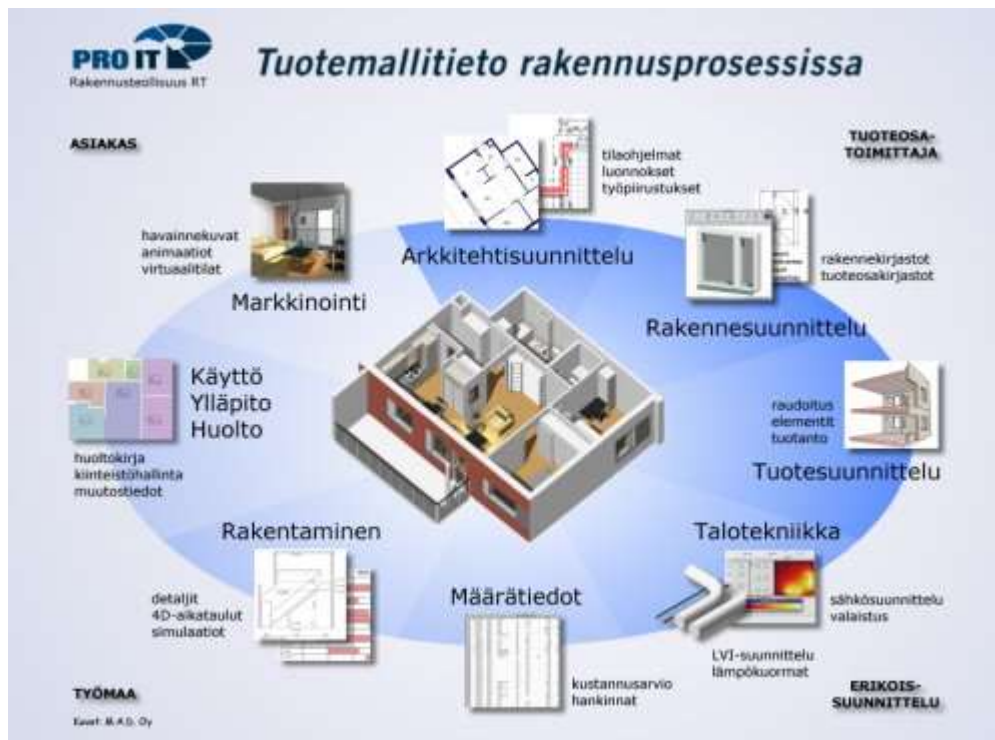 PRO IT
Rakennusteollisuus RT
Tuotemallitieto rakennusprosessissa
ASIAKAS
TUOTEOSA-
TOIMITTAJA
tilaohjelmat
luonnokset
työpiirustukset
Arkkitehtisuunnittelu
havainnekuvat
animaatiot
virtuaalitilat
Markkinointi
rakennekirjastot
tuoteosakirjastot
Rakennesuunnittelu
Käyttö
Ylläpito
Huolto
huoltokirja
kiinteistöhallinta
muutostiedot
raudoitus
elementit
tuotanto
Tuotesuunnittelu
Rakentaminen
detaljit
4D-aikataulut
simulaatiot
Määrätiedot
kustannusarvio
hankinnat
Talotekniikka
sähkösuunnittelu
valaistus
LVI-suunnittelu
lämpökuormat
TYÖMAA
ERIKOIS-
SUUNNITTELU
Kuvat: M.A.D. Oy